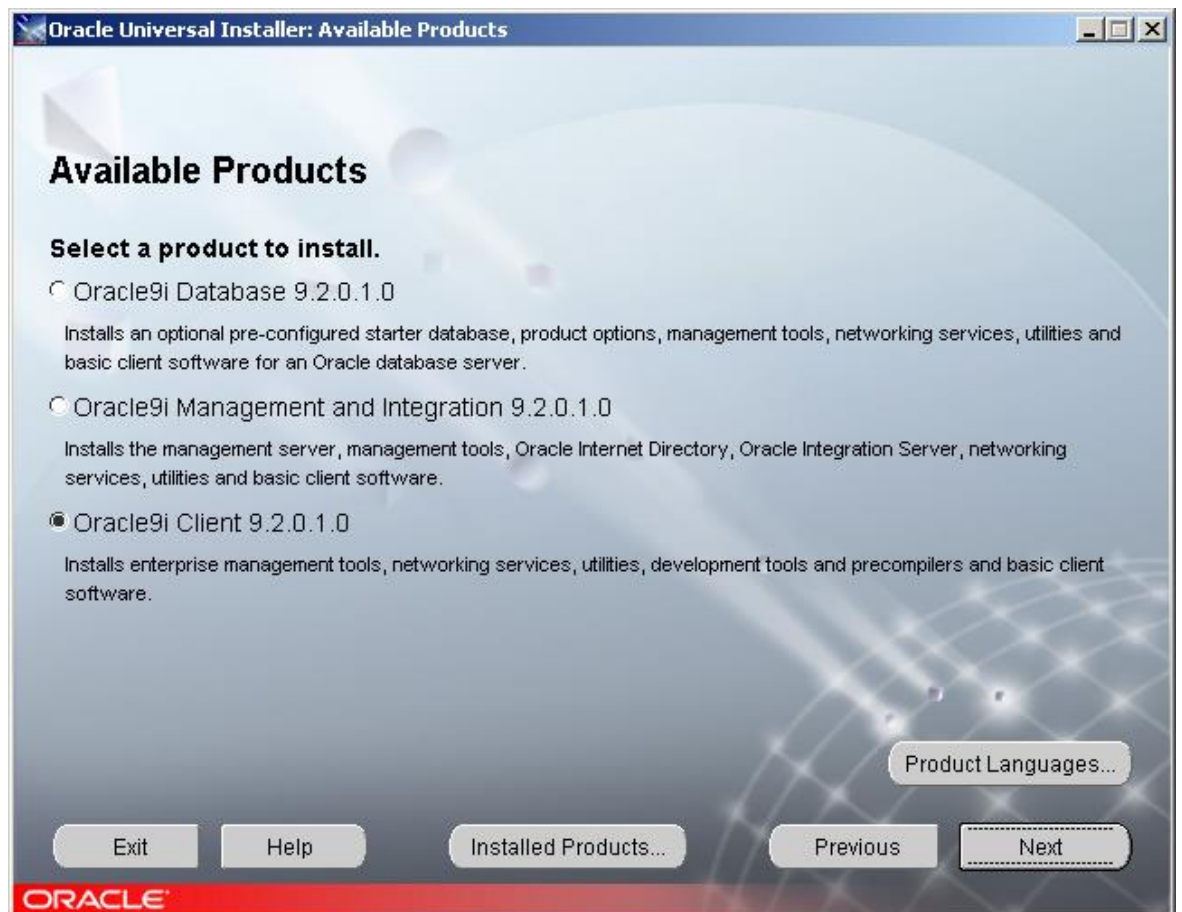 Oracle Universal Installer: Available Products
Available Products
Select a product to install.
Oracle9i Database 9.2.0.1.0
Installs an optional pre-configured starter database, product options, management tools, networking services, utilities and
basic client software for an Oracle database server.
Oracle9i Management and Integration 9.2.0.1.0
Installs the management server, management tools, Oracle Internet Directory, Oracle Integration Server, networking
services, utilities and basic client software.
Oracle9i Client 9.2.0.1.0
Installs enterprise management tools, networking services, utilities, development tools and precompilers and basic client
software.
Product Languages...
Exit Help Installed Products... Previous Next
ORACLE